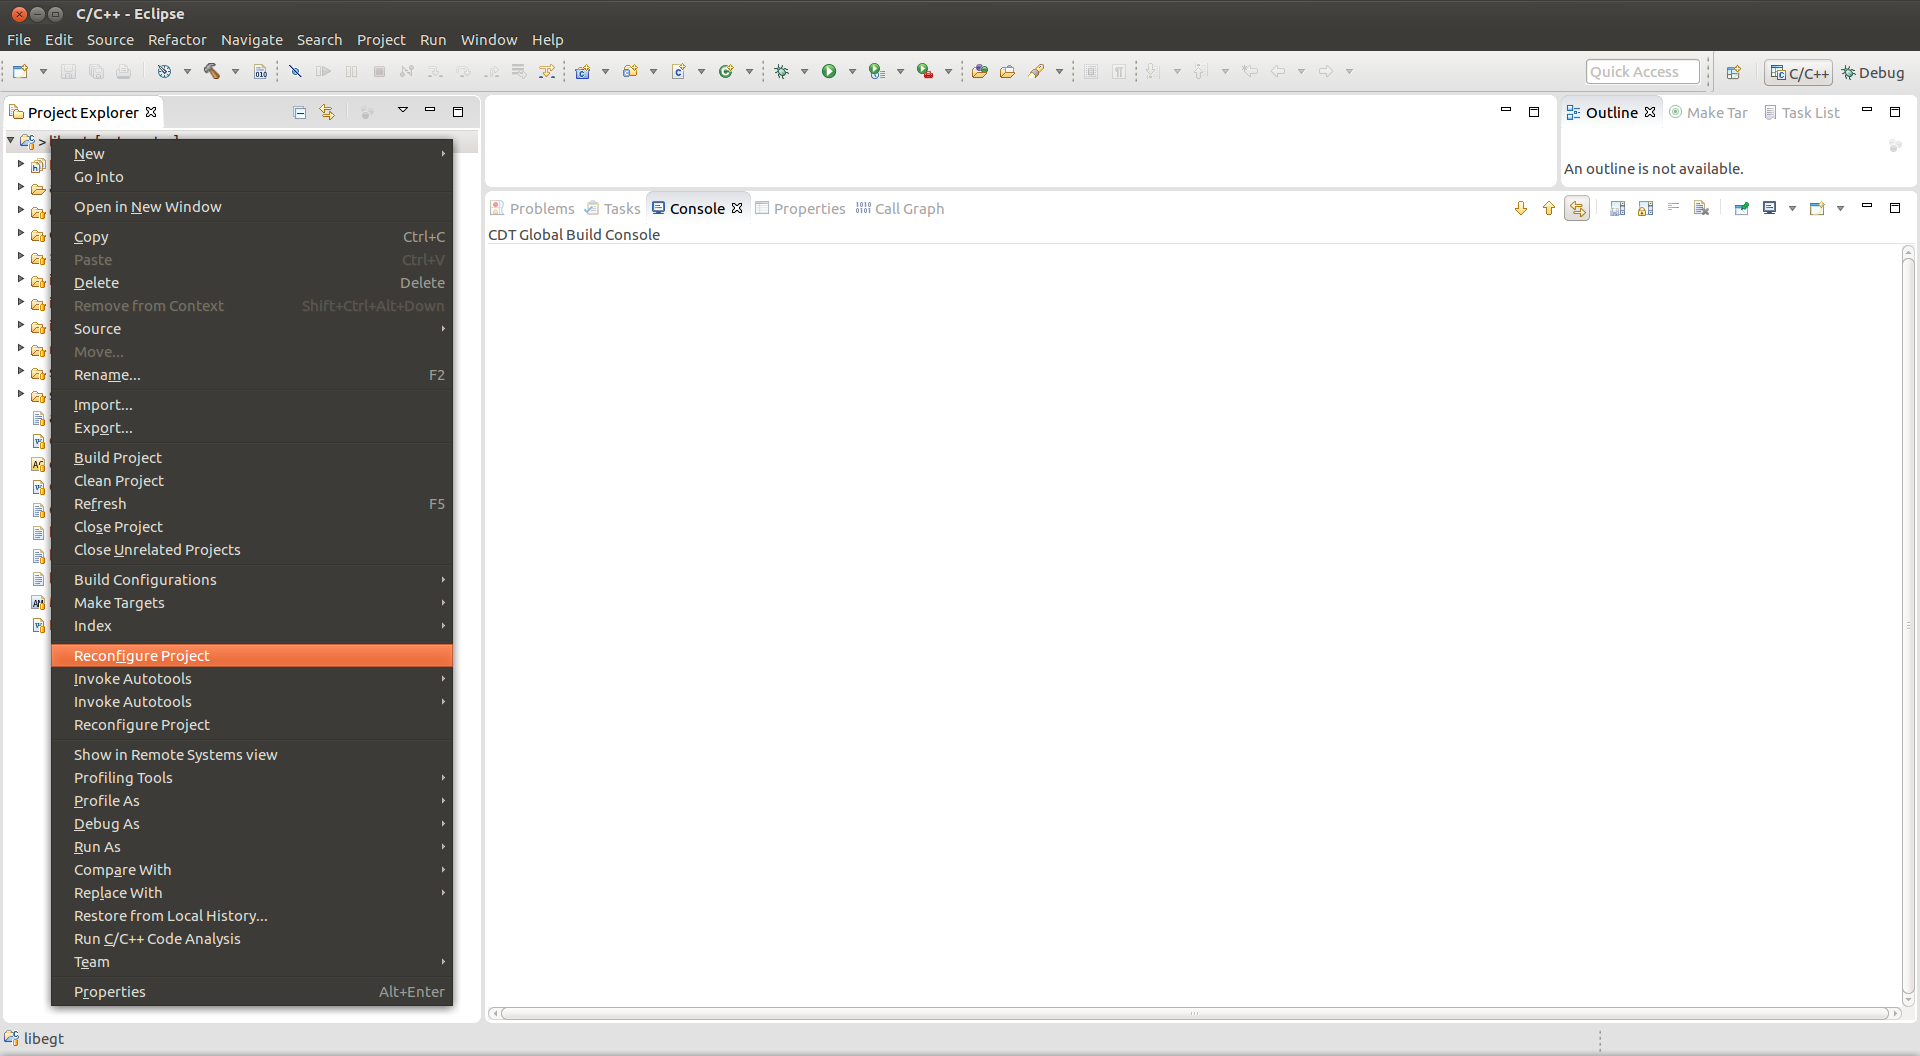 C/C++ - Eclipse
File Edit Source Refactor Navigate Search Project Run Window Help
Quick Access
C/C++
Debug
Project Explorer
Outline
Make Tar
Task List
An outline is not available.
New
Go Into
Open in New Window
Copy Ctrl+C
Paste Ctrl+V
Delete Delete
Remove from Context Shift+Ctrl+Alt+Down
Source
Move...
Rename... F2
Import...
Export...
Build Project
Clean Project
Refresh F5
Close Project
Close Unrelated Projects
Build Configurations
Make Targets
Index
Reconfigure Project
Invoke Autotools
Invoke Autotools
Reconfigure Project
Show in Remote Systems view
Profiling Tools
Profile As
Debug As
Run As
Compare With
Replace With
Restore from Local History...
Run C/C++ Code Analysis
Team
Properties Alt+Enter
Problems
Tasks
Console
Properties
Call Graph
CDT Global Build Console
libegt